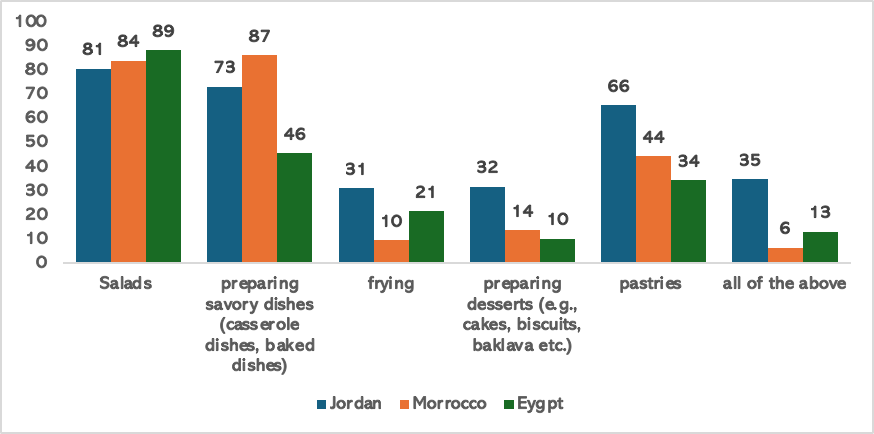 100
90
80
70
60
50
40
30
20
10
0
81 84 89
73 87 46
31 10 21
32 14 10
66 44 34
35 6 13
Salads
preparing
savory dishes
(casserole
dishes, baked
dishes)
frying
preparing
desserts (e.g.,
cakes, biscuits,
baklava etc.)
pastries
all of the above
Jordan Morrocco Eygpt